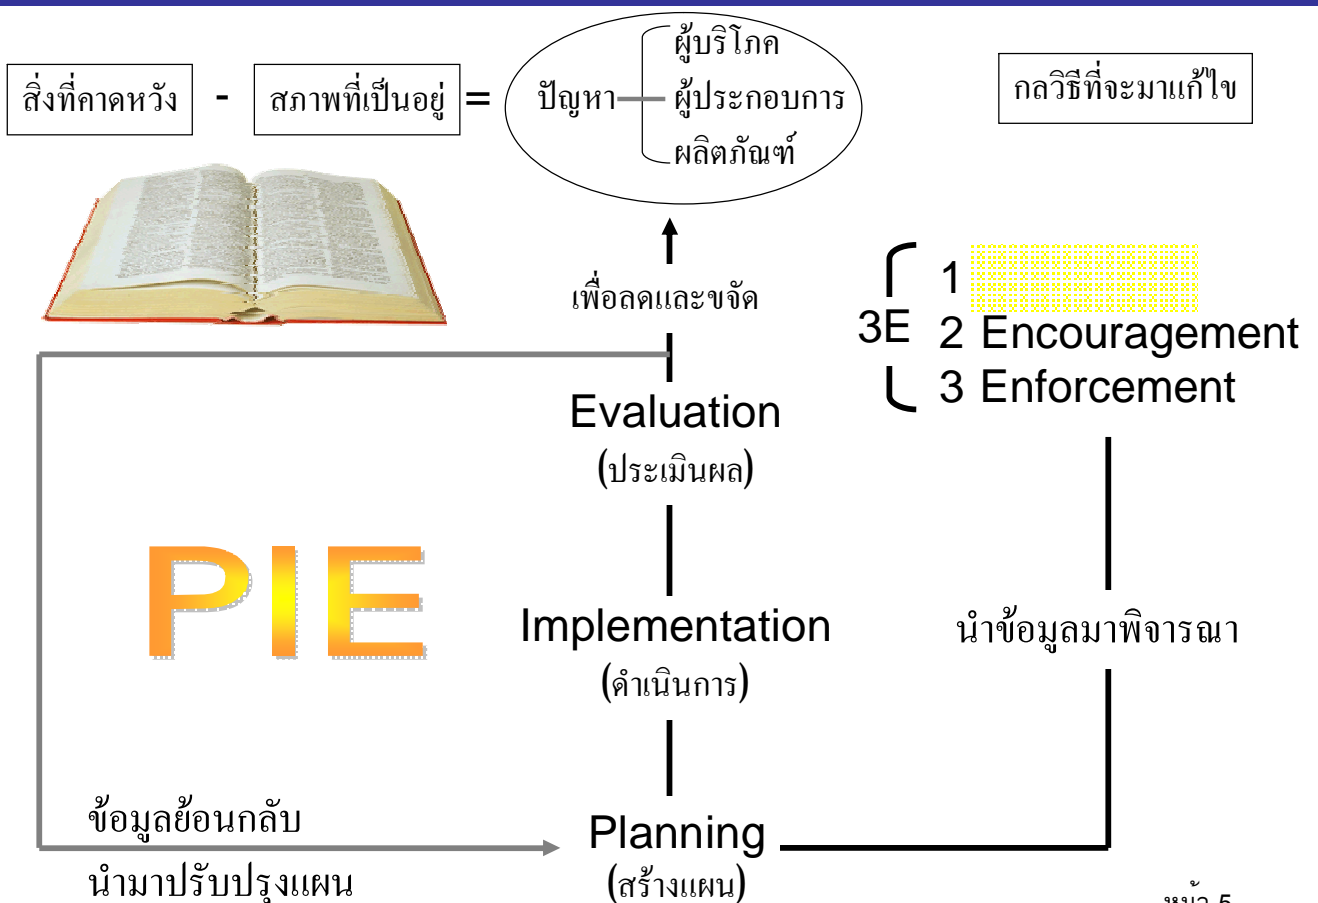 สิ่งที่คาดหวัง - สภาพที่เป็นอยู่ = ปัญหา
ผู้บริโภค
ผู้ประกอบการ
ผลิตภัณฑ์
กลวิธีที่จะมาแก้ไข
เพื่อลดและขจัด
3E
1
2 Encouragement
3 Enforcement
Evaluation
(ประเมินผล)
PIE
Implementation
(ดำเนินการ)
นำข้อมูลมาพิจารณา
ข้อมูลย้อนกลับ
นำมาปรับปรุงแผน
Planning
(สร้างแผน)
หน้า 5